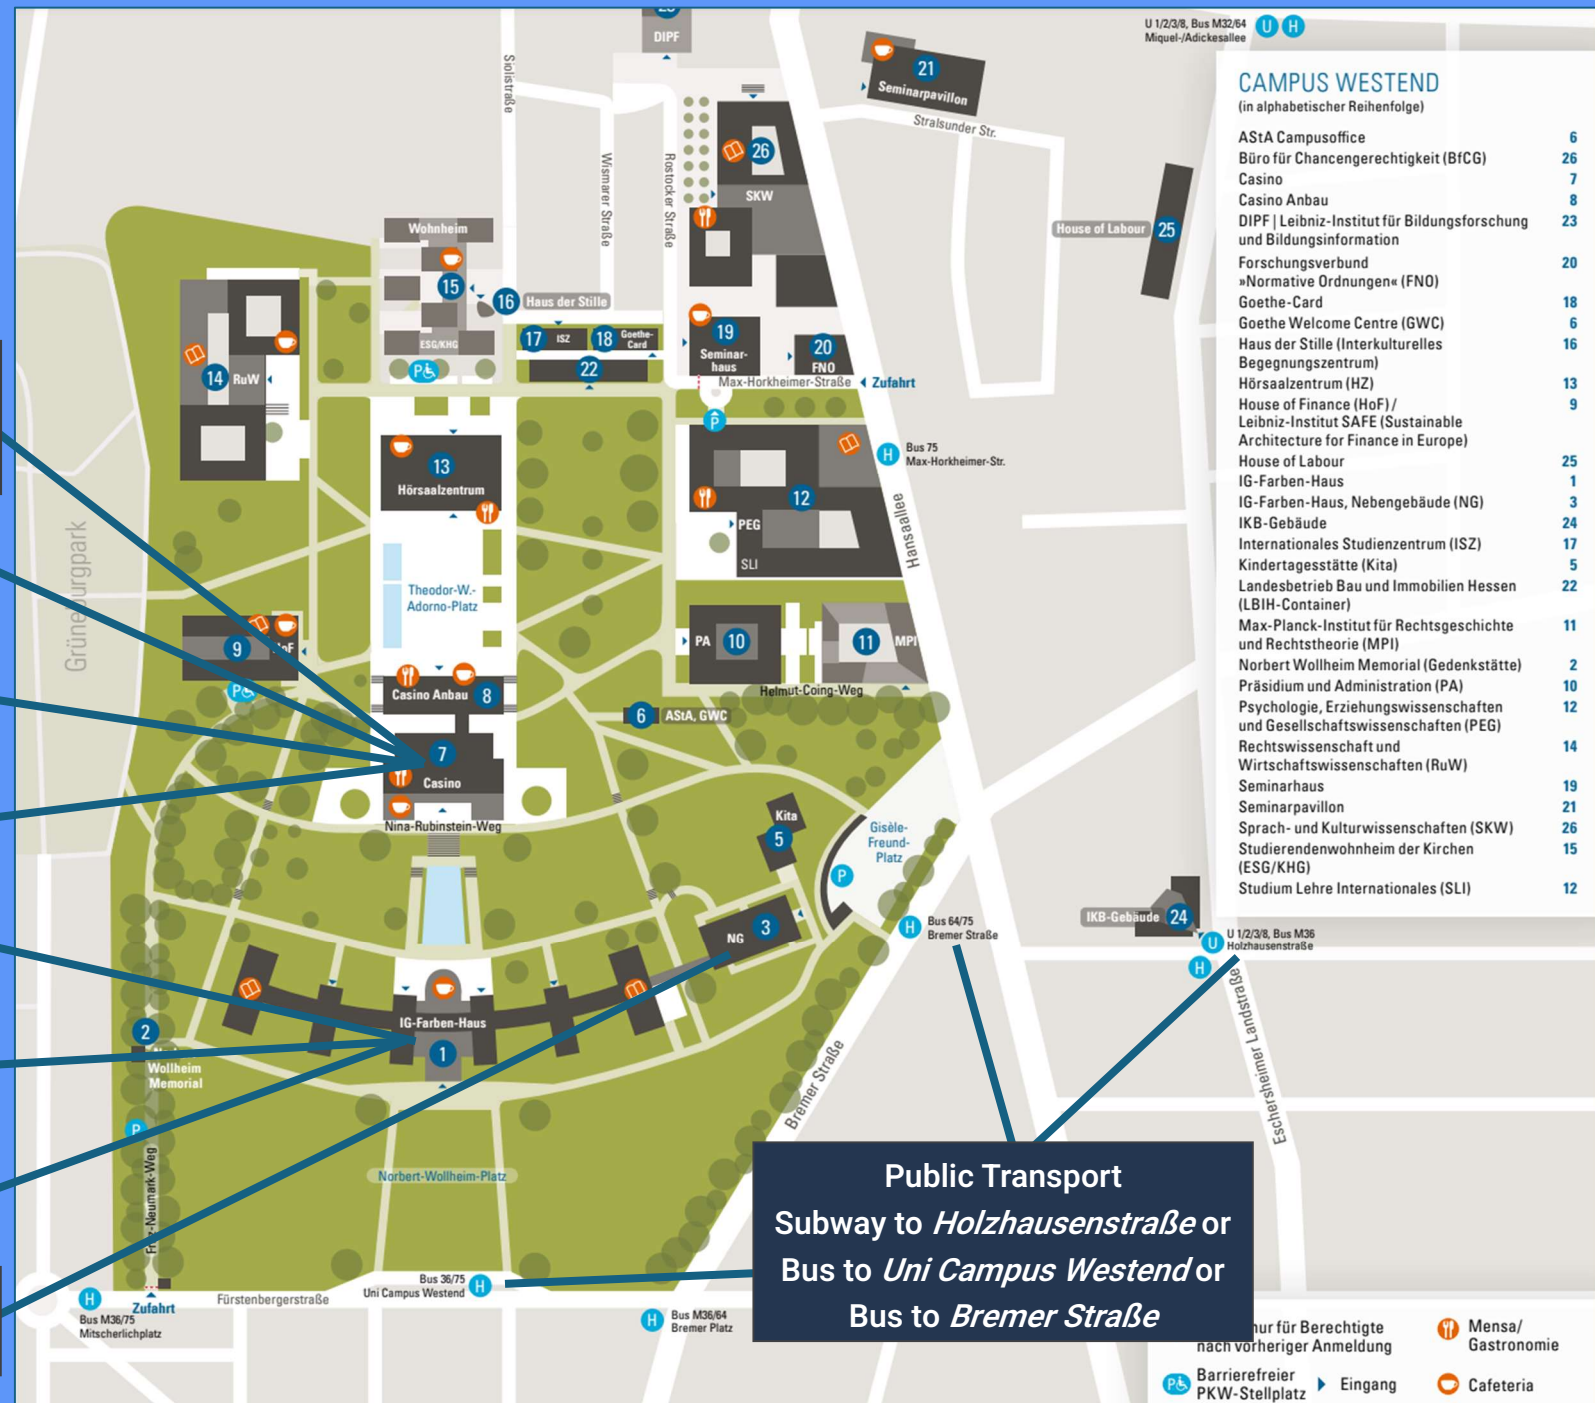 U 1/2/3/8, Bus M32/64
Miquel-/Adickesallee
U
H
CAMPUS WESTEND
(in alphabetischer Reihenfolge)
AStA Campusoffice 6
Büro für Chancengerechtigkeit (BfCG) 26
Casino 7
Casino Anbau 8
DIPF | Leibniz-Institut für Bildungsforschung 23
und Bildungsinformation
Forschungsverbund 20
»Normative Ordnungen« (FNO)
Goethe-Card 18
Goethe Welcome Centre (GWC) 6
Haus der Stille (Interkulturelles 16
Begegnungszentrum)
Hörsaalzentrum (HZ) 13
House of Finance (HoF) / 9
Leibniz-Institut SAFE (Sustainable
Architecture for Finance in Europe)
House of Labour 25
IG-Farben-Haus 1
IG-Farben-Haus, Nebengebäude (NG) 3
IKB-Gebäude 24
Internationales Studienzentrum (ISZ) 17
Kindertagesstätte (Kita) 5
Landesbetrieb Bau und Immobilien Hessen 22
(LBIH-Container)
Max-Planck-Institut für Rechtsgeschichte 11
und Rechtstheorie (MPI)
Norbert Wollheim Memorial (Gedenkstätte) 2
Präsidium und Administration (PA) 10
Psychologie, Erziehungswissenschaften 12
und Gesellschaftswissenschaften (PEG)
Rechtswissenschaft und 14
Wirtschaftswissenschaften (RuW)
Seminarhaus 19
Seminarpavillon 21
Sprach- und Kulturwissenschaften (SKW) 26
Studierendenwohnheim der Kirchen 15
(ESG/KHG)
Studium Lehre Internationales (SLI) 12
DIPF
Siolistraße
21
Seminarpavillon
Stralsunder Str.
Wismarer Straße
Rostocker Straße
26
SKW
Wohnheim
15
16
Haus der Stille
House of Labour
25
ESG/KHG
P
17
ISZ
18
Goethe-
Card
22
19
Seminar-
haus
20
FNO
Max-Horkheimer-Straße
Zufahrt
14
RuW
P
13
Hörsaalzentrum
H
Bus 75
Max-Horkheimer-Str.
12
PEG
SLI
Hansaallee
Grüneburgpark
Theodor-W.-
Adorno-Platz
9
HoF
P
PA
10
11
MPI
Helmut-Coing-Weg
Casino Anbau
8
6
AStA, GWC
7
Casino
Nina-Rubinstein-Weg
Kita
5
Gisèle-
Freund-
Platz
P
NG
3
H
Bus 64/75
Bremer Straße
IKB-Gebäude
24
U
U 1/2/3/8, Bus M36
Holzhausenstraße
H
Eschersheimer Landstraße
IG-Farben-Haus
1
2
Wollheim
Memorial
P
Fritz-Neumark-Weg
Bremer Straße
Norbert-Wollheim-Platz
Public Transport
Subway to Holzhausenstraße or
Bus to Uni Campus Westend or
Bus to Bremer Straße
Bus 36/75
Uni Campus Westend
H
H
Bus M36/75
Mitscherlichplatz
Zufahrt
Fürstenbergerstraße
H
Bus M36/64
Bremer Platz
nur für Berechtigte
nach vorheriger Anmeldung
Mensa/
Gastronomie
P
Barrierefreier
PKW-Stellplatz
Eingang
Cafeteria